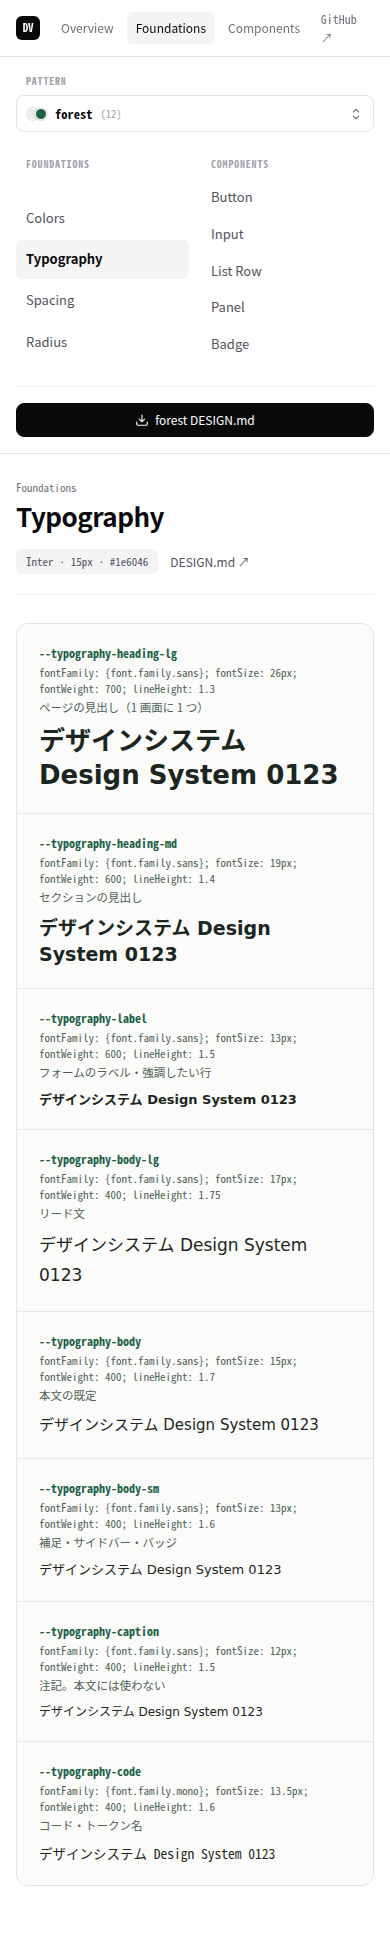 DV
Overview
Foundations
Components
GitHub
↗
PATTERN
forest (12)
FOUNDATIONS
Colors
Typography
Spacing
Radius
COMPONENTS
Button
Input
List Row
Panel
Badge
forest DESIGN.md
Foundations
Typography
Inter · 15px · #1e6046
DESIGN.md ↗
--typography-heading-lg
fontFamily: {font.family.sans}; fontSize: 26px;
fontWeight: 700; lineHeight: 1.3
ページの見出し（1 画面に 1 つ）
デザインシステム
Design System 0123
--typography-heading-md
fontFamily: {font.family.sans}; fontSize: 19px;
fontWeight: 600; lineHeight: 1.4
セクションの見出し
デザインシステム Design
System 0123
--typography-label
fontFamily: {font.family.sans}; fontSize: 13px;
fontWeight: 600; lineHeight: 1.5
フォームのラベル・強調したい行
デザインシステム Design System 0123
--typography-body-lg
fontFamily: {font.family.sans}; fontSize: 17px;
fontWeight: 400; lineHeight: 1.75
リード文
デザインシステム Design System
0123
--typography-body
fontFamily: {font.family.sans}; fontSize: 15px;
fontWeight: 400; lineHeight: 1.7
本文の既定
デザインシステム Design System 0123
--typography-body-sm
fontFamily: {font.family.sans}; fontSize: 13px;
fontWeight: 400; lineHeight: 1.6
補足・サイドバー・バッジ
デザインシステム Design System 0123
--typography-caption
fontFamily: {font.family.sans}; fontSize: 12px;
fontWeight: 400; lineHeight: 1.5
注記。本文には使わない
デザインシステム Design System 0123
--typography-code
fontFamily: {font.family.mono}; fontSize: 13.5px;
fontWeight: 400; lineHeight: 1.6
コード・トークン名
デザインシステム Design System 0123